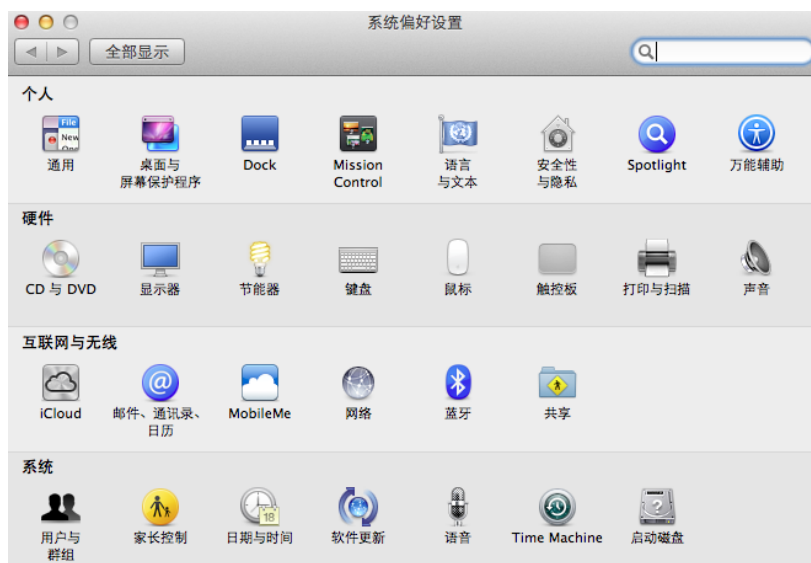 系统偏好设置
全部显示
个人
File
New
通用
桌面与
屏幕保护程序
Dock
Mission
Control
语言
与文本
安全性
与隐私
Spotlight
万能辅助
硬件
CD 与 DVD
显示器
节能器
键盘
鼠标
触控板
打印与扫描
声音
互联网与无线
iCloud
邮件、通讯录、
日历
MobileMe
网络
蓝牙
共享
系统
用户与
群组
家长控制
18
日期与时间
软件更新
语音
Time Machine
?
启动磁盘